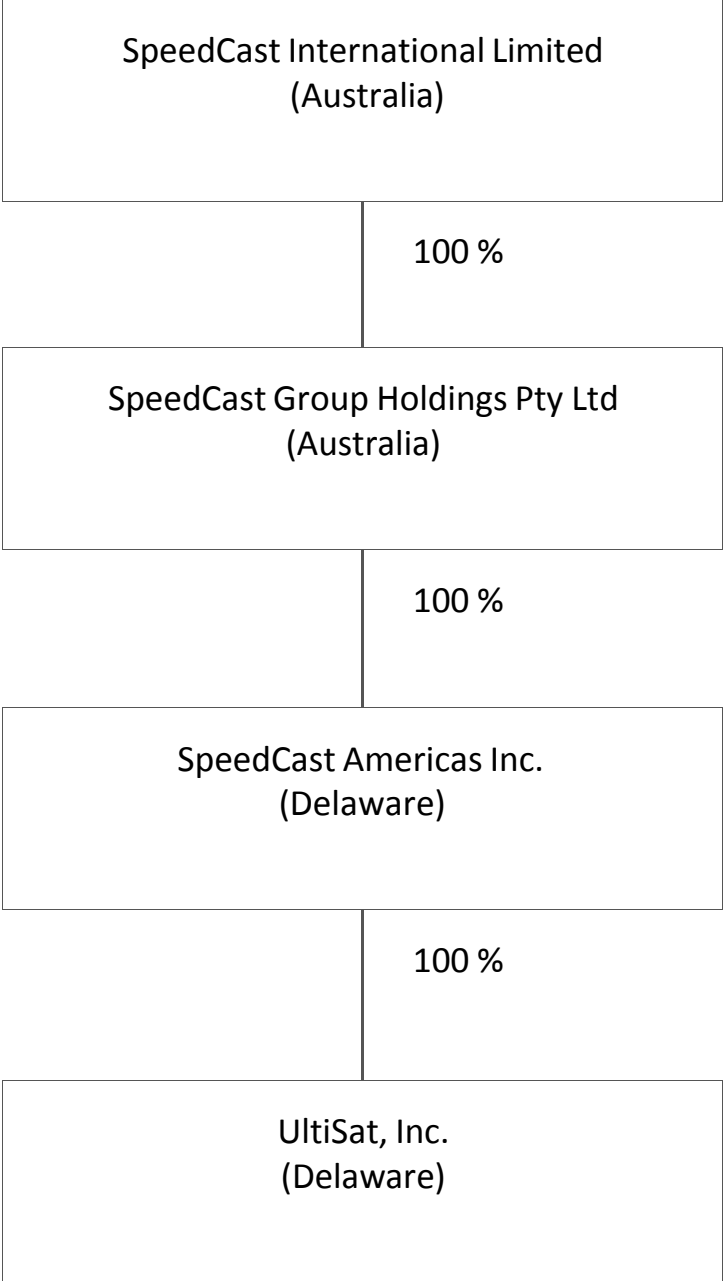 SpeedCast International Limited
(Australia)
100 %
SpeedCast Group Holdings Pty Ltd
(Australia)
100 %
SpeedCast Americas Inc.
(Delaware)
100 %
UltiSat, Inc.
(Delaware)